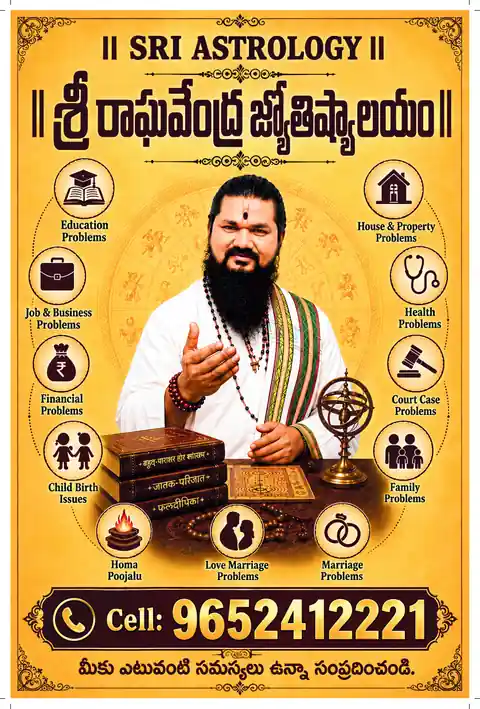 || SRI ASTROLOGY ||
|| శ్రీ రాఘవేంద్ర జ్యోతిష్యాలయం ||
Education
Problems
House & Property
Problems
Job & Business
Problems
Health
Problems
₹
Financial
Problems
Court Case
Problems
Child Birth
Issues
Family
Problems
जातक-पारिजात
फलदीपिका
Homa
Poojalu
Love Marriage
Problems
Marriage
Problems
Cell: 9652412221
మీకు ఎటువంటి సమస్యలు ఉన్నా సంప్రదించండి.